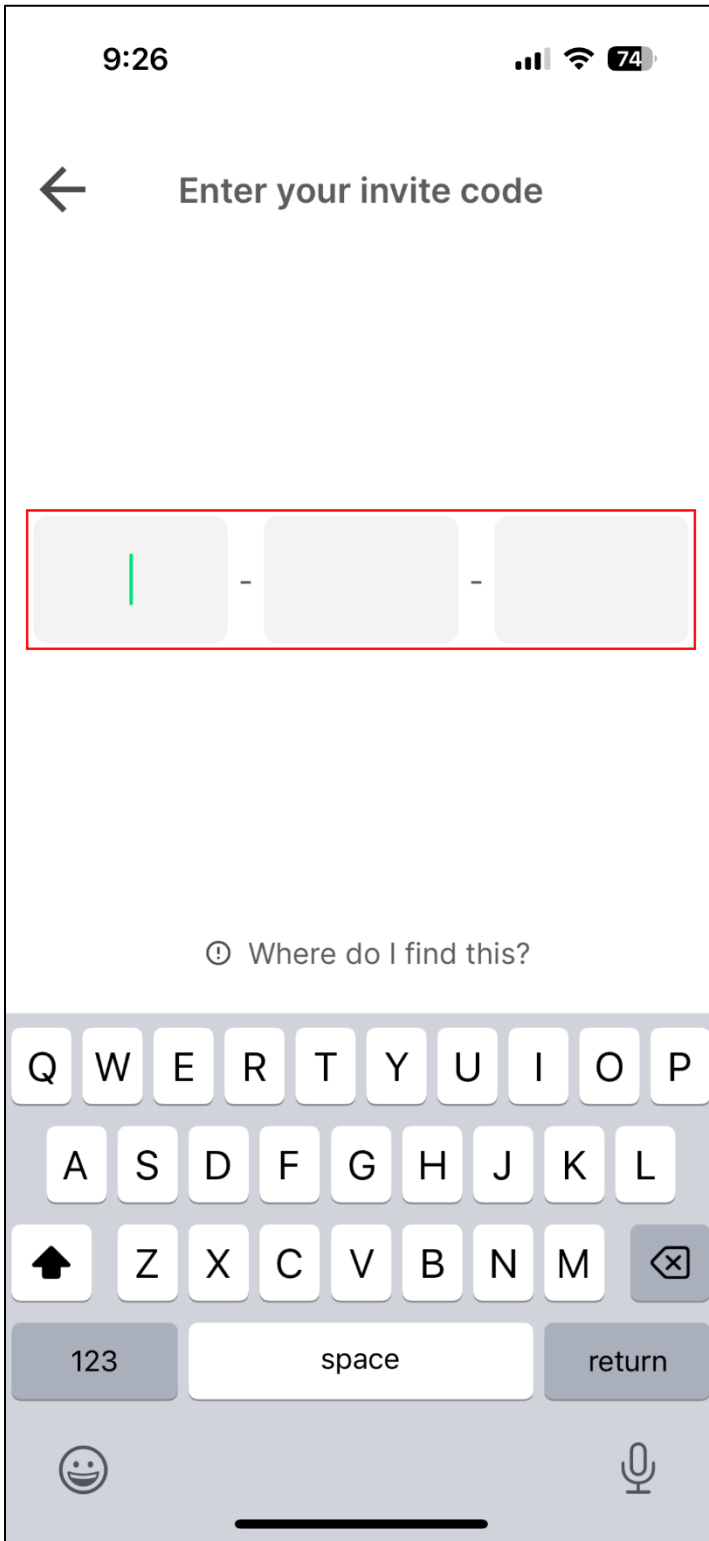 9:26
74
Enter your invite code
-
-
Where do I find this?
Q W E R T Y U I O P
A S D F G H J K L
Z X C V B N M
123 space return